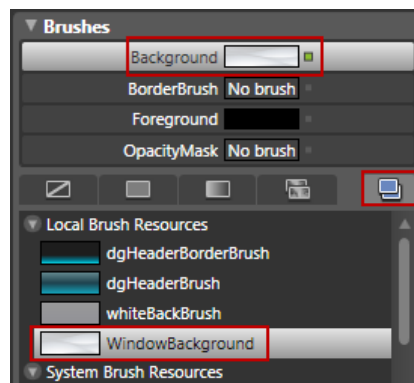 Brushes
Background
BorderBrush No brush
Foreground
OpacityMask No brush
Local Brush Resources
dgHeaderBorderBrush
dgHeaderBrush
whiteBackBrush
WindowBackground
System Brush Resources